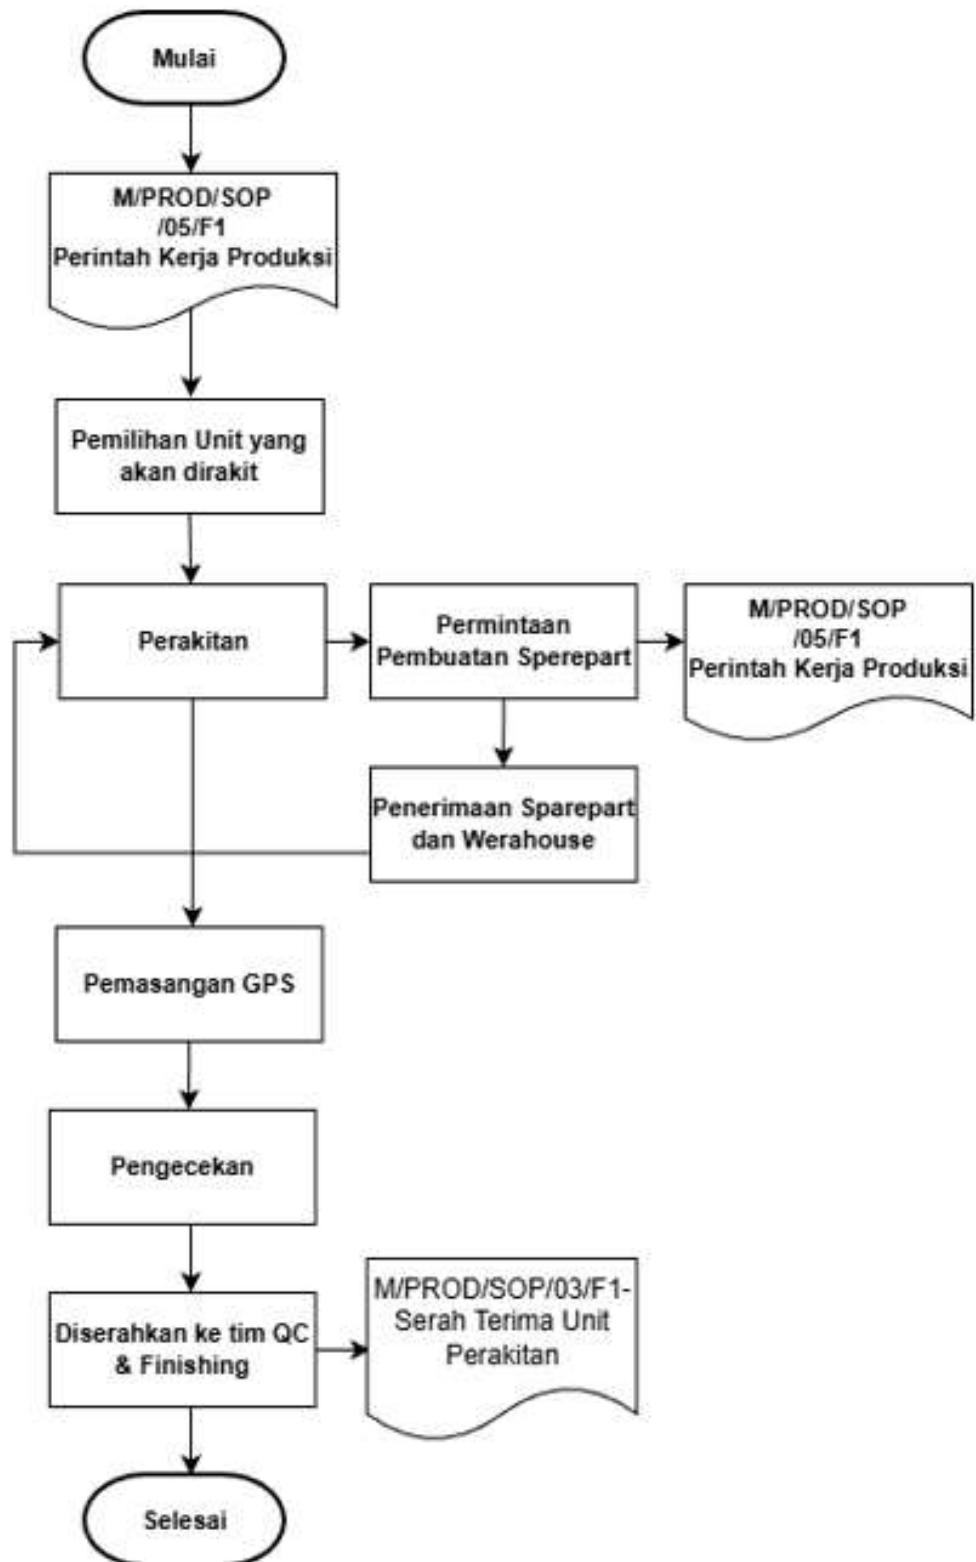 Mulai
M/PROD/SOP
/05/F1
Perintah Kerja Produksi
Pemilihan Unit yang
akan dirakit
Perakitan
Permintaan
Pembuatan Sperepart
M/PROD/SOP
/05/F1
Perintah Kerja Produksi
Penerimaan Sparepart
dan Werahouse
Pemasangan GPS
Pengecekan
Diserahkan ke tim QC
& Finishing
M/PROD/SOP/03/F1-
Serah Terima Unit
Perakitan
Selesai